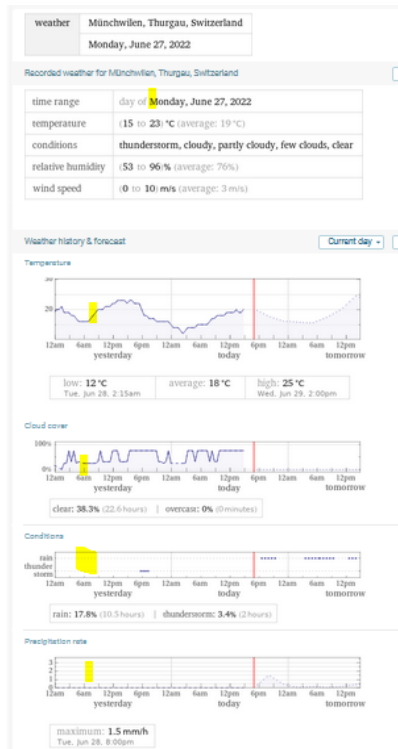 weather
Münchwilen, Thurgau, Switzerland
Monday, June 27, 2022
Recorded weather for Münchwilen, Thurgau, Switzerland
time range day of Monday, June 27, 2022
temperature (15 to 23) °C (average: 19 °C)
conditions thunderstorm, cloudy, partly cloudy, few clouds, clear
relative humidity (53 to 96)% (average: 76%)
wind speed (0 to 10) m/s (average: 3 m/s)
Weather history & forecast Current day
Temperature
30
20
12am 6am 12pm 6pm 12am 6am 12pm 6pm 12am 6am 12pm
yesterday today tomorrow
low: 12 °C average: 18 °C high: 25 °C
Tue, Jun 28, 2:15am Wed, Jun 29, 2:00pm
Cloud cover
100%
0%
12am 6am 12pm 6pm 12am 6am 12pm 6pm 12am 6am 12pm
yesterday today tomorrow
clear: 38.3% (22.6 hours) | overcast: 0% (0 minutes)
Conditions
rain
thunder
storm
12am 6am 12pm 6pm 12am 6am 12pm 6pm 12am 6am 12pm
yesterday today tomorrow
rain: 17.8% (10.5 hours) | thunderstorm: 3.4% (2 hours)
Precipitation rate
3
2
1
0
12am 6am 12pm 6pm 12am 6am 12pm 6pm 12am 6am 12pm
yesterday today tomorrow
maximum: 1.5 mm/h
Tue, Jun 28, 8:00pm